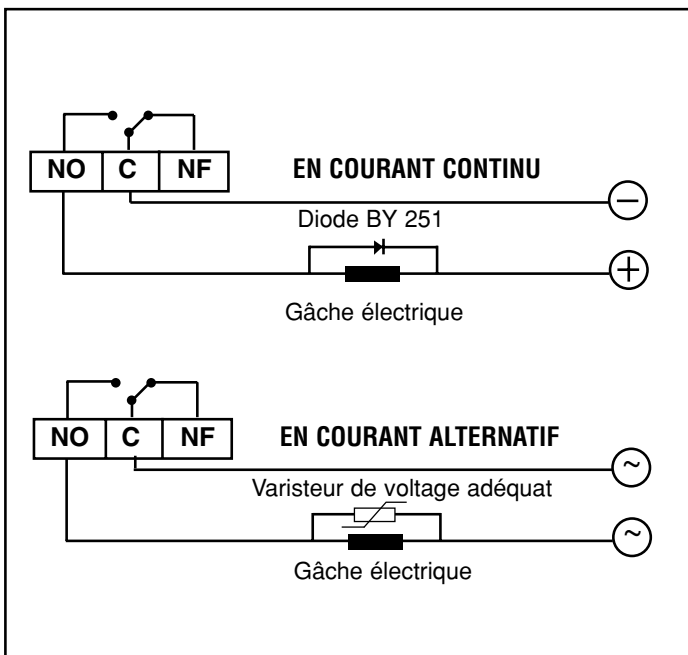 NO C NF
EN COURANT CONTINU
−
Diode BY 251
+
Gâche électrique
NO C NF
EN COURANT ALTERNATIF
~
Varisteur de voltage adéquat
~
Gâche électrique